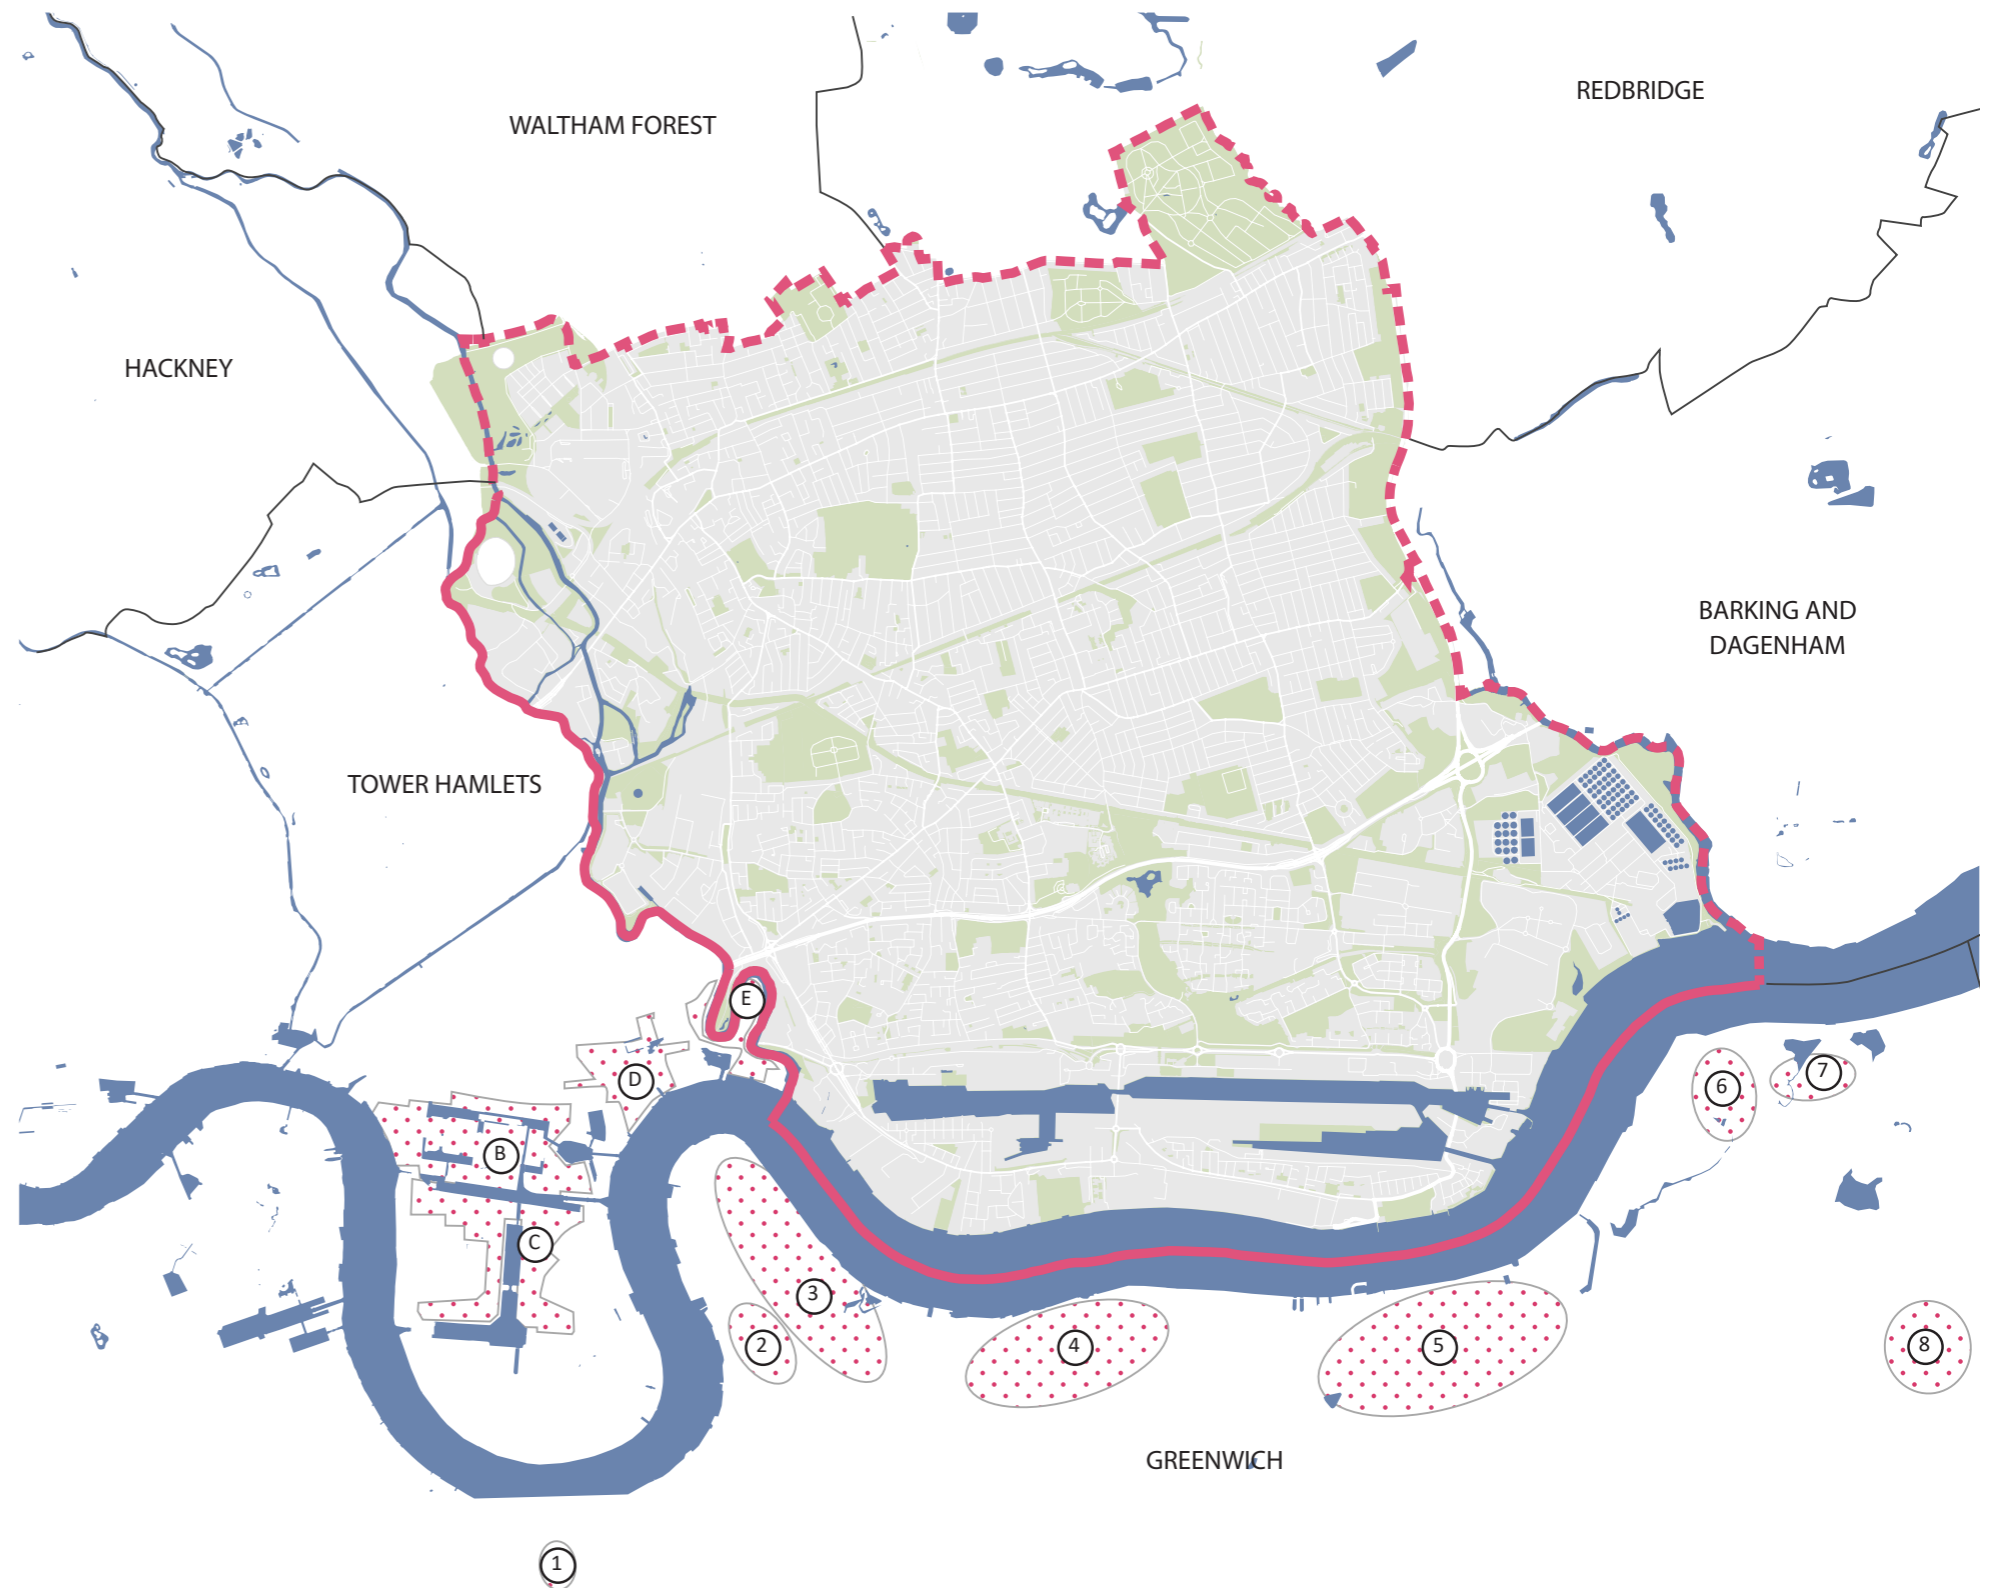 REDBRIDGE
WALTHAM FOREST
HACKNEY
BARKING AND
DAGENHAM
TOWER HAMLETS
E
D
7
6
B
C
3
2
4
5
8
GREENWICH
1